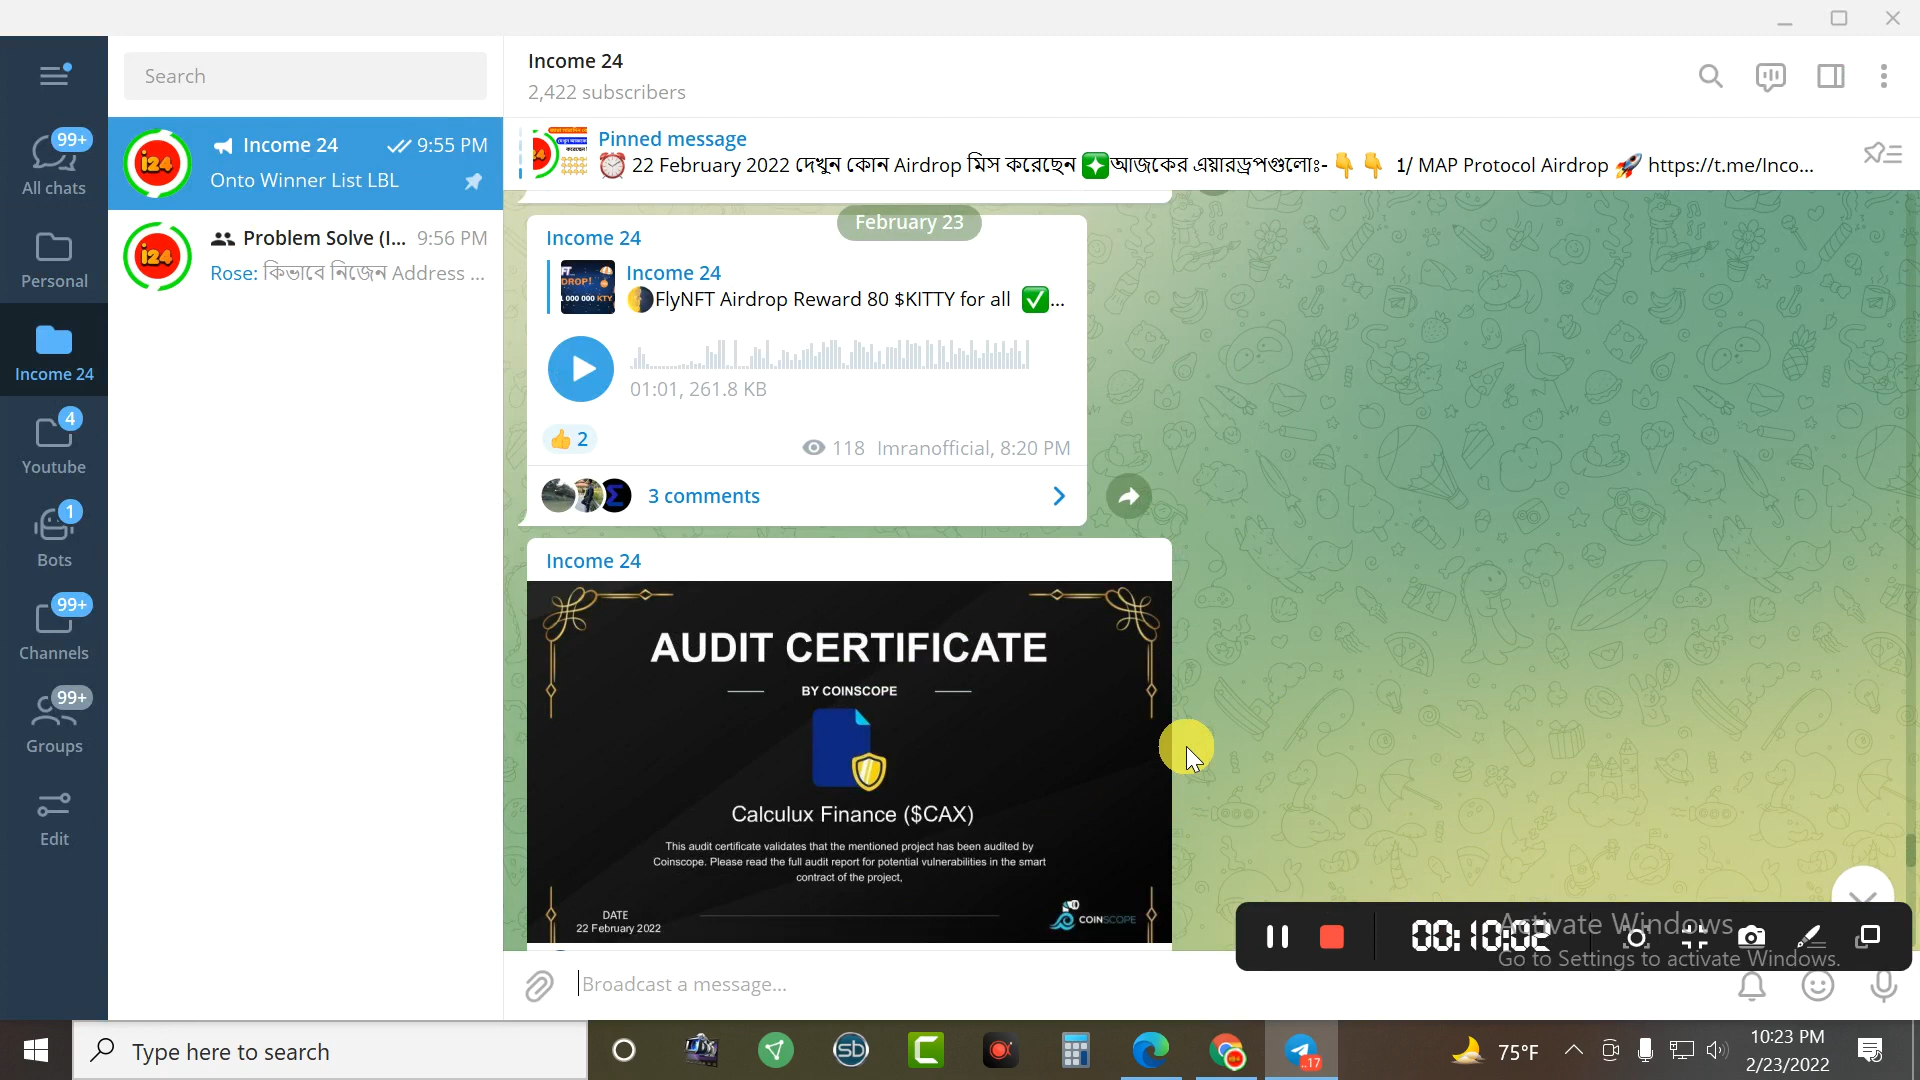 Search
Income 24
2,422 subscribers
99+
All chats
Personal
Income 24
4
Youtube
1
Bots
99+
Channels
99+
Groups
Edit
i24
Income 24
9:55 PM
Onto Winner List LBL
i24
Problem Solve (I...
9:56 PM
Rose: কিভাবে নিজেন Address ...
Pinned message
22 February 2022 দেখুন কোন Airdrop মিস করেছেন আজকের এয়ারড্রপগুলোঃ- 1/ MAP Protocol Airdrop https://t.me/Inco...
February 23
Income 24
Income 24
FlyNFT Airdrop Reward 80 $KITTY for all ...
01:01, 261.8 KB
2
118 Imranofficial, 8:20 PM
3 comments
Income 24
AUDIT CERTIFICATE
BY COINSCOPE
Calculux Finance ($CAX)
This audit certificate validates that the mentioned project has been audited by
Coinscope. Please read the full audit report for potential vulnerabilities in the smart
contract of the project,
DATE
22 February 2022
COINSCOPE
00:10:02
Activate Windows
Go to Settings to activate Windows.
Broadcast a message...
Type here to search
sb
..17
75°F
10:23 PM
2/23/2022